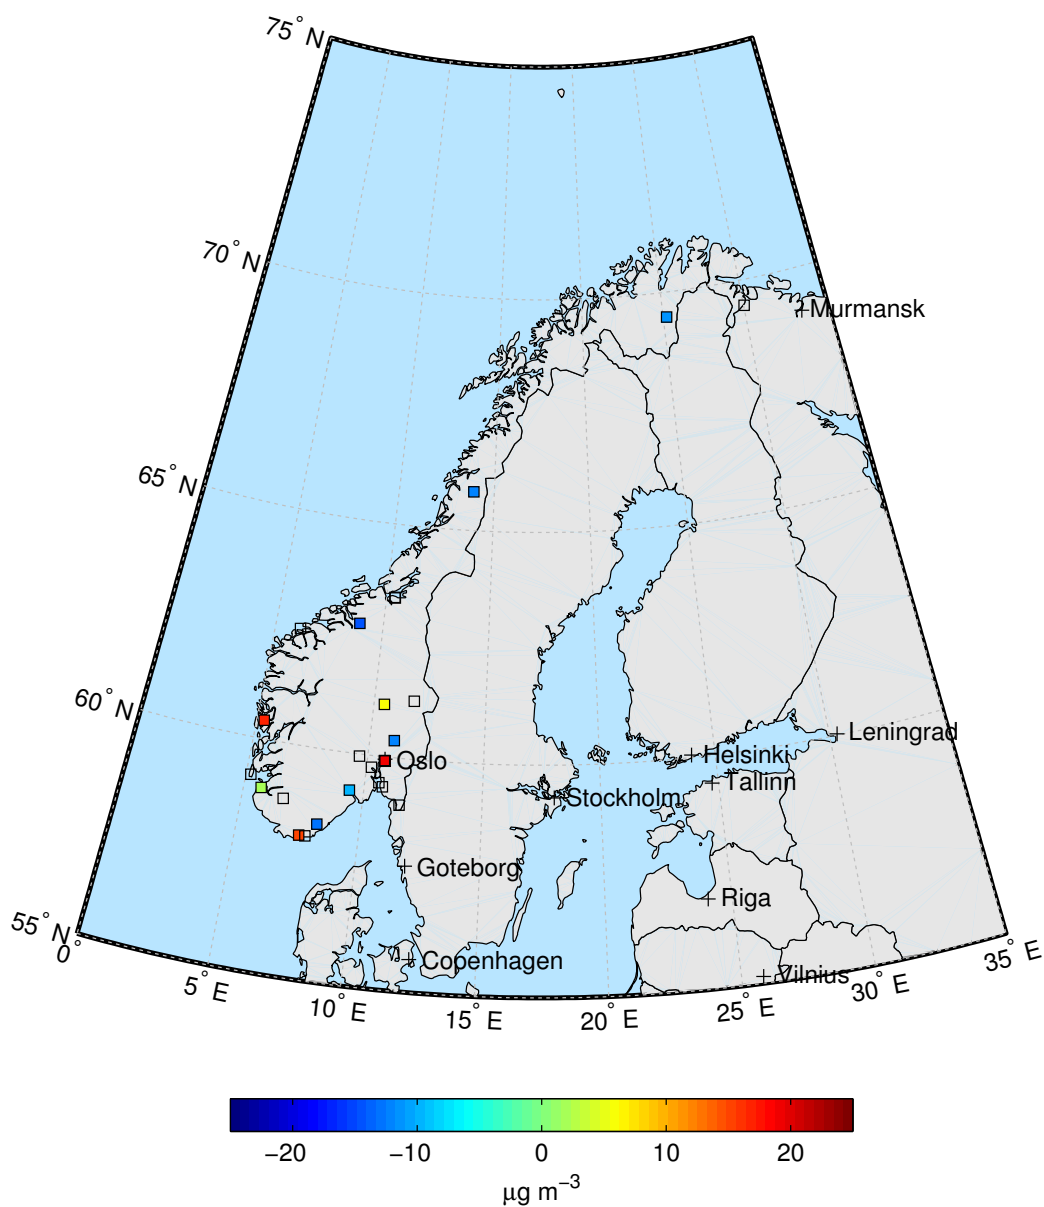 75° N
70° N
Murmansk
65° N
60° N
Leningrad
Oslo
Helsinki
Tallinn
Stockholm
Goteborg
Riga
55° N
0°
Copenhagen
Vilnius
35° E
5° E
10° E
15° E
20° E
25° E
30° E
−20 −10 0 10 20
μg m−3